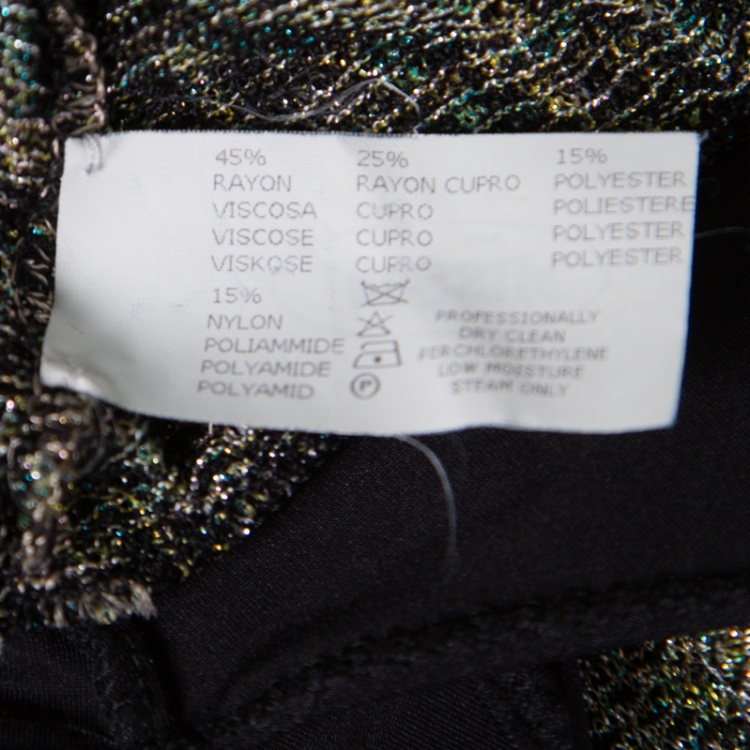 45%
RAYON
VISCOSA
VISCOSE
VISKOSE
15%
NYLON
POLIAMMIDE
POLYAMIDE
POLYAMID
25%
RAYON CUPRO
CUPRO
CUPRO
CUPRO
15%
POLYESTER
POLIESTERE
POLYESTER
POLYESTER
P
PROFESSIONALLY
DRY CLEAN
PERCHLORETHYLENE
LOW MOISTURE
STEAM ONLY